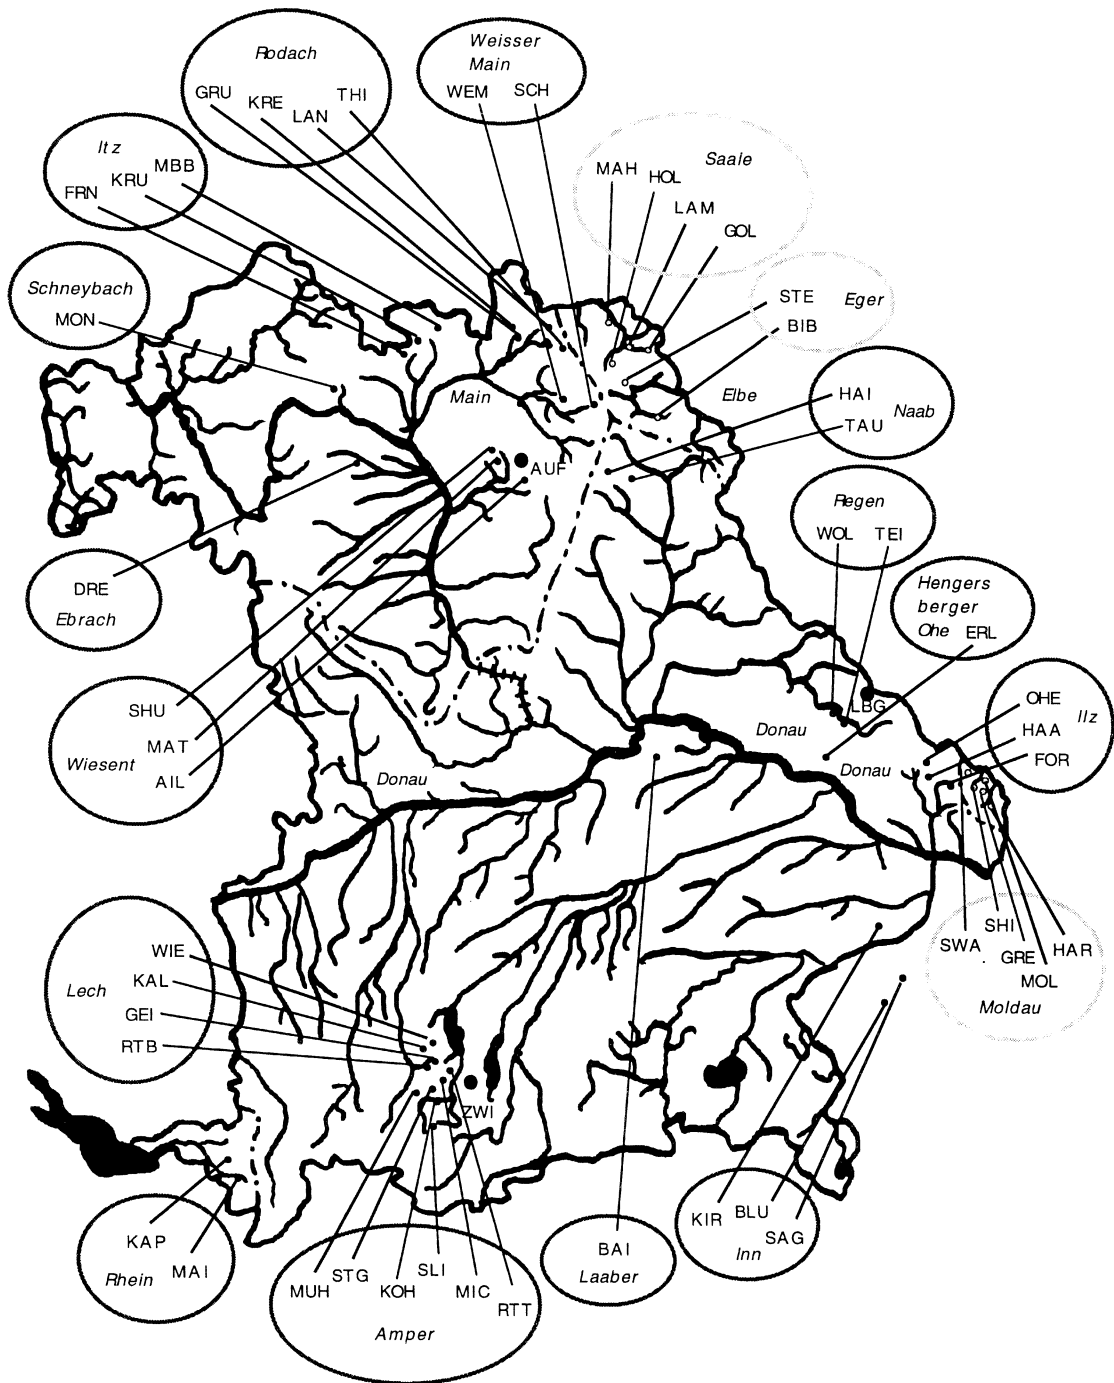 Rodach
GRU KRE LAN THI
Weisser
Main
WEM SCH
Itz
FRN KRU MBB
Saale
MAH HOL
LAM
GOL
Schneybach
MON
STE Eger
BIB
Main
Elbe
HAI
TAU Naab
AUF
Regen
WOL TEI
DRE
Ebrach
Hengers
berger
Ohe ERL
SHU
MAT
Wiesent
AIL
Donau
Donau
Donau
LBG
OHE
HAA Ilz
FOR
SWA SHI
GRE HAR
MOL
Moldau
WIE
KAL
Lech
GEI
RTB
ZWI
KAP
Rhein MAI
MUH STG KOH SLI MIC RTT
Amper
BAI
Laaber
KIR BLU SAG
Inn